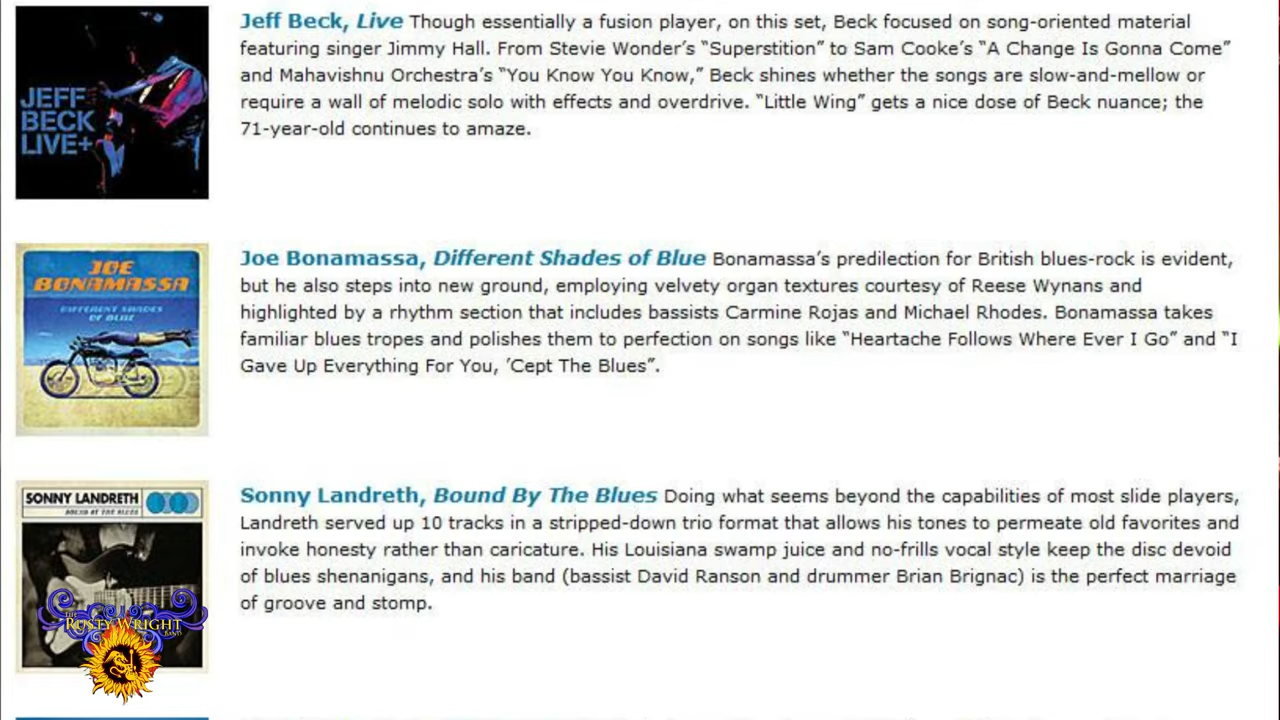 Jeff Beck, Live Though essentially a fusion player, on this set, Beck focused on song-oriented material
featuring singer Jimmy Hall. From Stevie Wonder’s “Superstition” to Sam Cooke’s “A Change Is Gonna Come”
and Mahavishnu Orchestra’s “You Know You Know,” Beck shines whether the songs are slow-and-mellow or
require a wall of melodic solo with effects and overdrive. “Little Wing” gets a nice dose of Beck nuance; the
71-year-old continues to amaze.
JEFF
BECK
LIVE+
Joe Bonamassa, Different Shades of Blue Bonamassa’s predilection for British blues-rock is evident,
but he also steps into new ground, employing velvety organ textures courtesy of Reese Wynans and
highlighted by a rhythm section that includes bassists Carmine Rojas and Michael Rhodes. Bonamassa takes
familiar blues tropes and polishes them to perfection on songs like “Heartache Follows Where Ever I Go” and “I
Gave Up Everything For You, ’Cept The Blues”.
JOE
BONAMASSA
DIFFERENT SHADES
OF BLUE
Sonny Landreth, Bound By The Blues Doing what seems beyond the capabilities of most slide players,
Landreth served up 10 tracks in a stripped-down trio format that allows his tones to permeate old favorites and
invoke honesty rather than caricature. His Louisiana swamp juice and no-frills vocal style keep the disc devoid
of blues shenanigans, and his band (bassist David Ranson and drummer Brian Brignac) is the perfect marriage
of groove and stomp.
SONNY LANDRETH
BOUND BY THE BLUES
THE
RUSTY WRIGHT
BAND